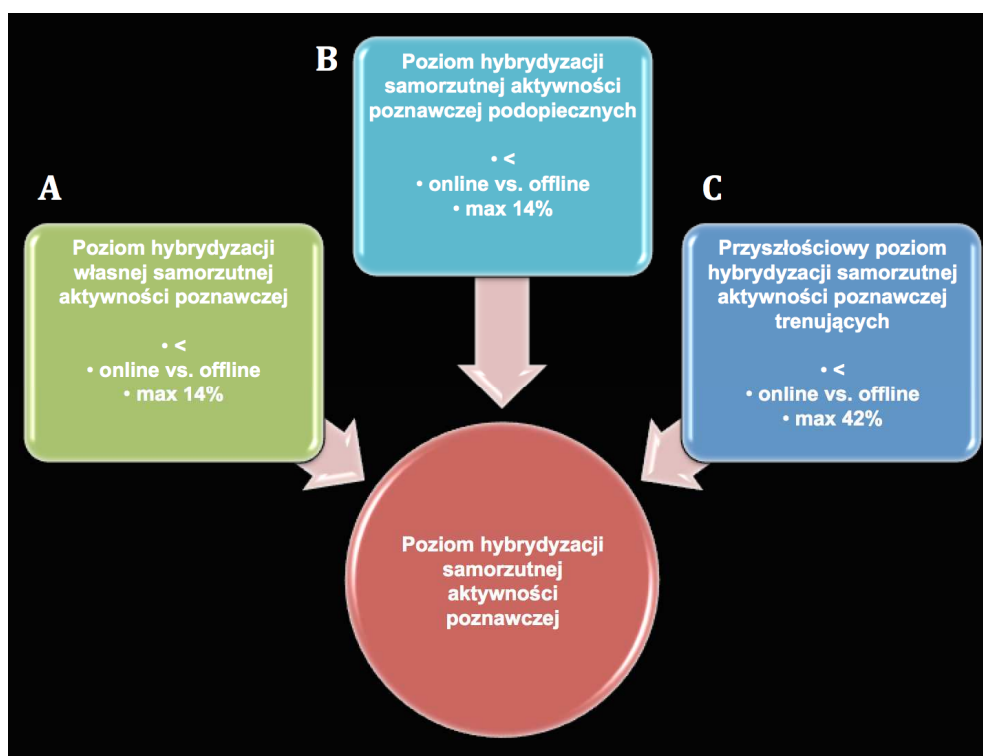 A
Poziom hybrydyzacji
własnej samorzutnej
aktywności poznawczej
• <
• online vs. offline
• max 14%
B
Poziom hybrydyzacji
samorzutnej aktywności
poznawczej podopiecznych
• <
• online vs. offline
• max 14%
C
Przyszłościowy poziom
hybrydyzacji samorzutnej
aktywności poznawczej
trenujących
• <
• online vs. offline
• max 42%
Poziom hybrydyzacji
samorzutnej
aktywności
poznawczej